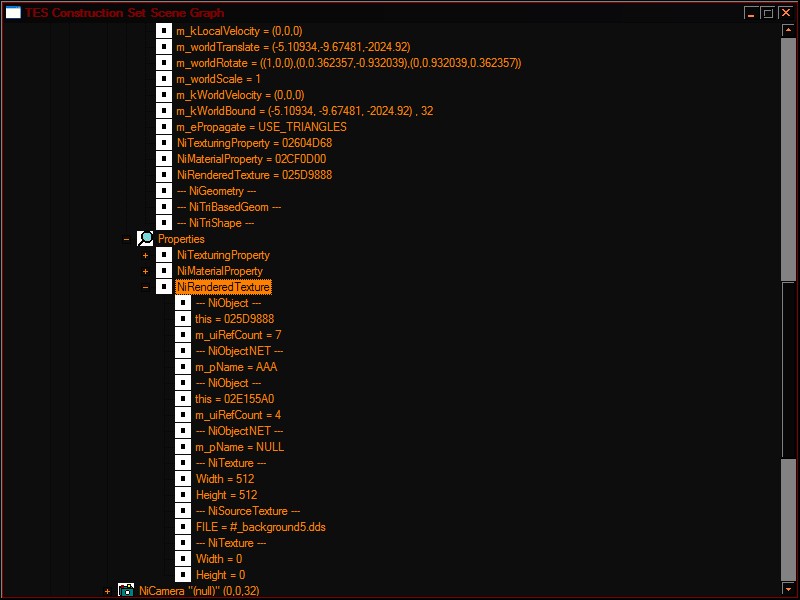 TES Construction Set Scene Graph
m_kLocalVelocity = (0,0,0)
m_worldTranslate = (-5.10934,-9.67481,-2024.92)
m_worldRotate = ((1,0,0),(0,0.362357,-0.932039),(0,0.932039,0.362357))
m_worldScale = 1
m_kWorldVelocity = (0,0,0)
m_kWorldBound = (-5.10934, -9.67481, -2024.92) , 32
m_ePropagate = USE_TRIANGLES
NiTexturingProperty = 02604D68
NiMaterialProperty = 02CF0D00
NiRenderedTexture = 025D9888
--- NiGeometry ---
--- NiTriBasedGeom ---
--- NiTriShape ---
Properties
NiTexturingProperty
NiMaterialProperty
NiRenderedTexture
--- NiObject ---
this = 025D9888
m_uiRefCount = 7
--- NiObjectNET ---
m_pName = AAA
--- NiObject ---
this = 02E155A0
m_uiRefCount = 4
--- NiObjectNET ---
m_pName = NULL
--- NiTexture ---
Width = 512
Height = 512
--- NiSourceTexture ---
FILE = #_background5.dds
--- NiTexture ---
Width = 0
Height = 0
NiCamera "(null)" (0,0,32)